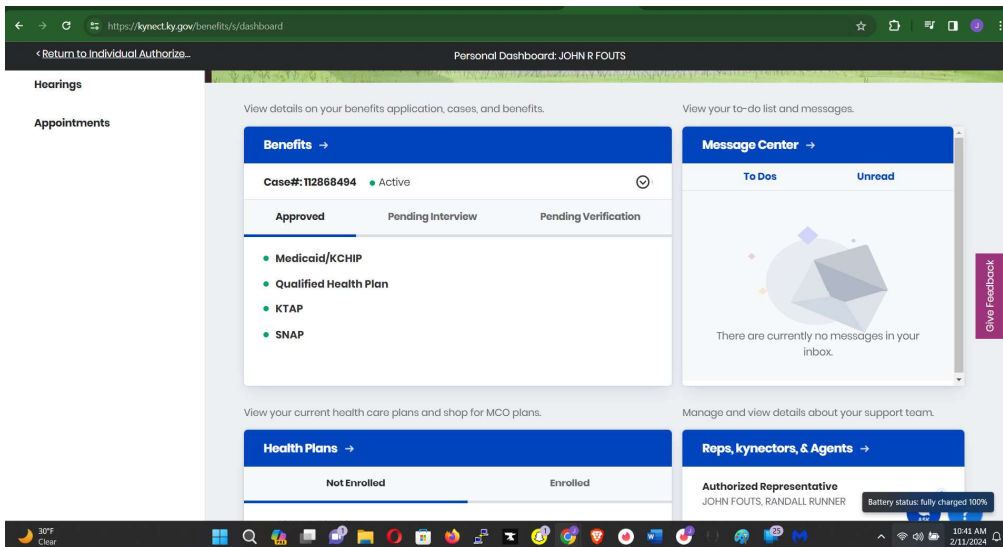 https://kynect.ky.gov/benefits/s/dashboard
J
< Return to Individual Authorize...
Personal Dashboard: JOHN R FOUTS
Hearings
Appointments
View details on your benefits application, cases, and benefits.
View your to-do list and messages.
Benefits →
Message Center →
Case#: 112868494 ● Active
To Dos Unread
Approved Pending Interview Pending Verification
• Medicaid/KCHIP
• Qualified Health Plan
• KTAP
• SNAP
There are currently no messages in your
inbox.
Give Feedback
View your current health care plans and shop for MCO plans.
Manage and view details about your support team.
Health Plans →
Reps, kynectors, & Agents →
Not Enrolled Enrolled
Authorized Representative
JOHN FOUTS, RANDALL RUNNER
Battery status: fully charged 100%
30°F
Clear
25
10:41 AM
2/11/2024